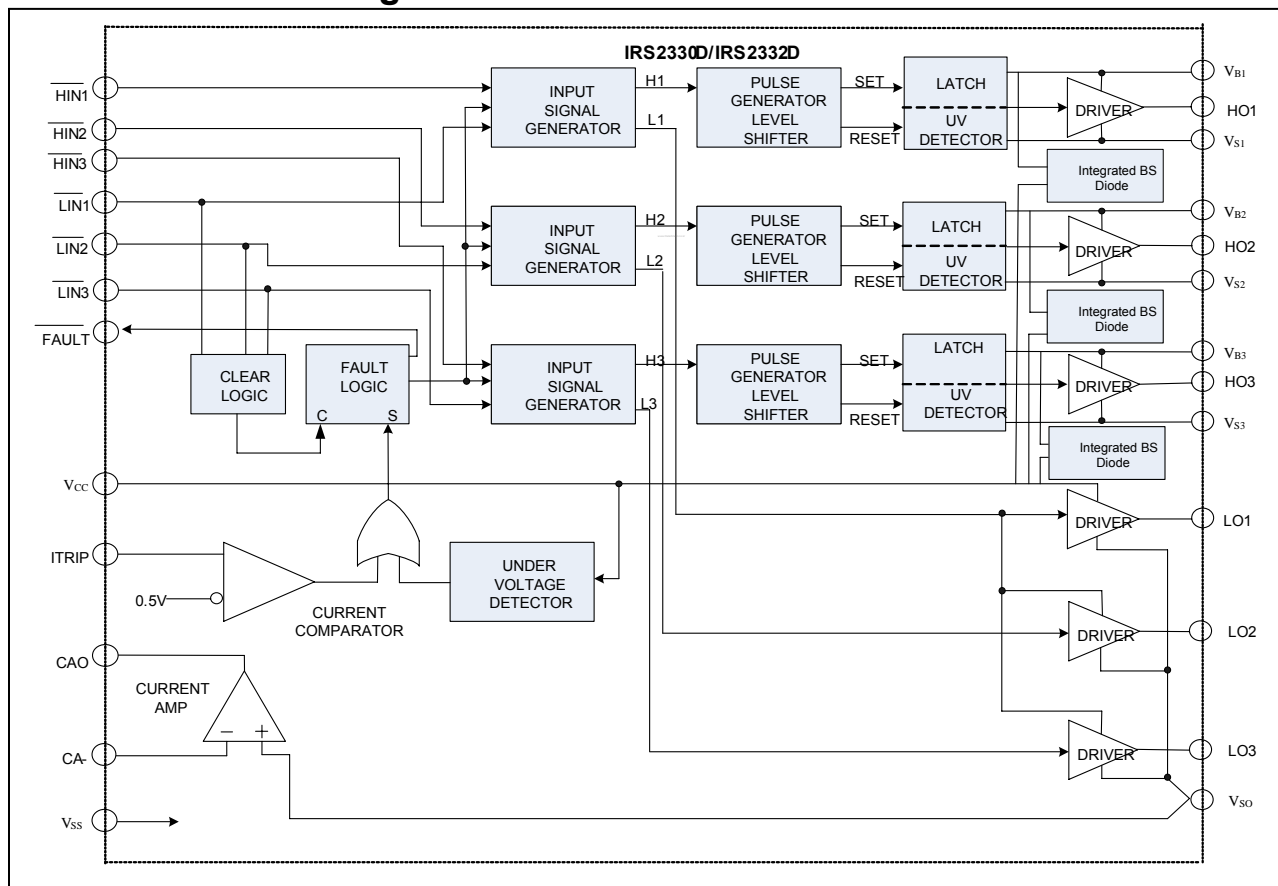 IRS2330D/IRS2332D
HIN1
HIN2
HIN3
LIN1
LIN2
LIN3
FAULT
VCC
ITRIP
0.5V
CAO
CA-
VSS
CLEAR
LOGIC
FAULT
LOGIC
C S
CURRENT
COMPARATOR
UNDER
VOLTAGE
DETECTOR
CURRENT
AMP
− +
INPUT
SIGNAL
GENERATOR
H1
L1
PULSE
GENERATOR
LEVEL
SHIFTER
SET
RESET
LATCH
UV
DETECTOR
DRIVER
Integrated BS
Diode
VB1
HO1
VS1
INPUT
SIGNAL
GENERATOR
H2
L2
PULSE
GENERATOR
LEVEL
SHIFTER
SET
RESET
LATCH
UV
DETECTOR
DRIVER
Integrated BS
Diode
VB2
HO2
VS2
INPUT
SIGNAL
GENERATOR
H3
L3
PULSE
GENERATOR
LEVEL
SHIFTER
SET
RESET
LATCH
UV
DETECTOR
DRIVER
Integrated BS
Diode
VB3
HO3
VS3
DRIVER
LO1
DRIVER
LO2
DRIVER
LO3
VSO